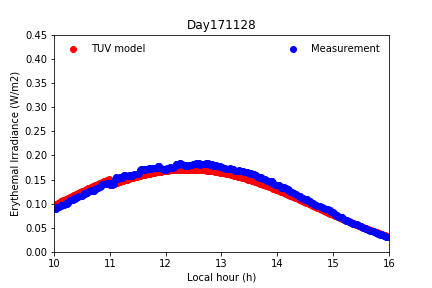 Day171128
TUV model
Measurement
Erythemal Irradiance (W/m2)
0.45
0.40
0.35
0.30
0.25
0.20
0.15
0.10
0.05
0.00
10 11 12 13 14 15 16
Local hour (h)